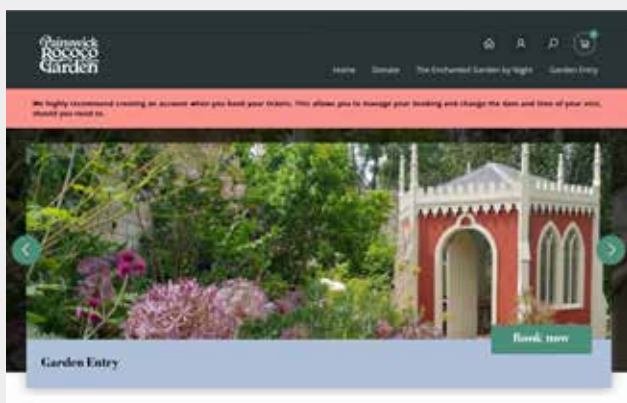 Painswick
Rococo
Garden
Home Donate The Enchanted Garden by Night Garden Entry
We highly recommend creating an account when you book your tickets. This allows you to manage your booking and change the date and time of your visit,
should you need to.
Book now
Garden Entry